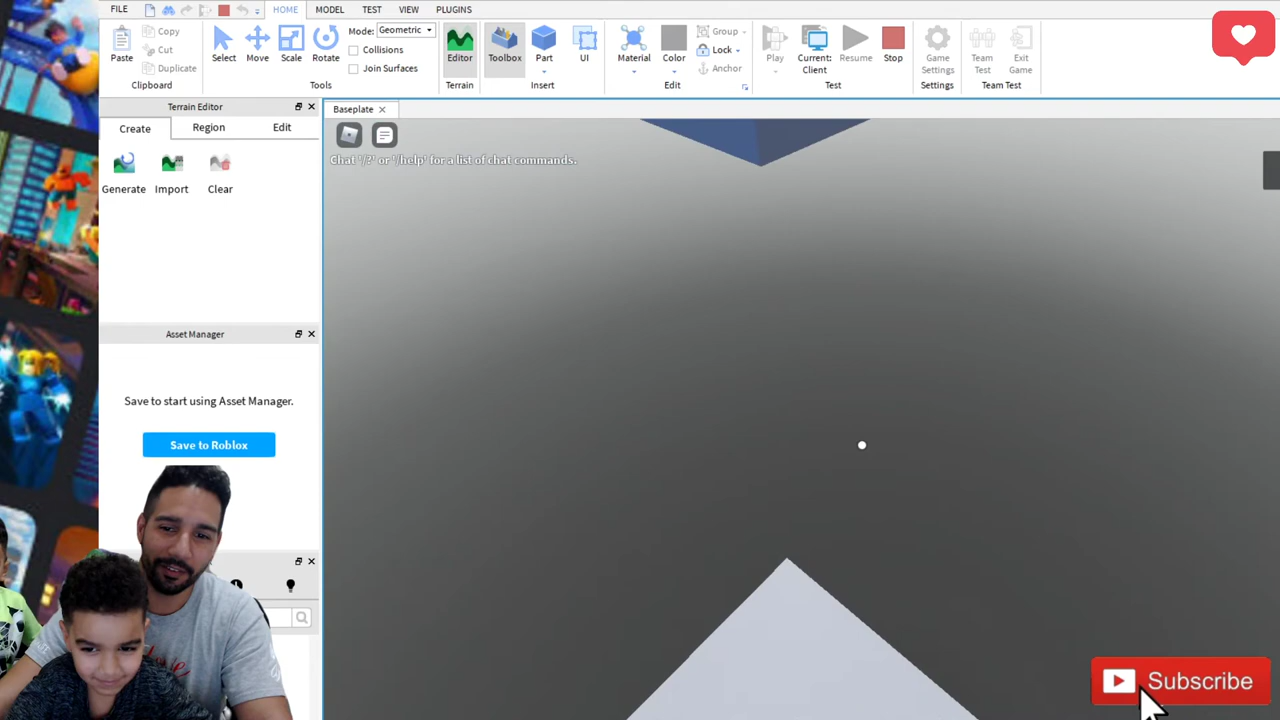 FILE
HOME
MODEL
TEST
VIEW
PLUGINS
Paste
Copy
Cut
Duplicate
Clipboard
Select
Move
Scale
Rotate
Mode: Geometric
Collisions
Join Surfaces
Tools
Editor
Terrain
Toolbox
Part
UI
Insert
Material
Color
Group
Lock
Anchor
Edit
Play
Current:
Client
Resume
Stop
Test
Game
Settings
Settings
Team
Test
Exit
Game
Team Test
Terrain Editor
Create
Region
Edit
Generate
Import
Clear
Asset Manager
Save to start using Asset Manager.
Save to Roblox
Baseplate
Chat '/?' or '/help' for a list of chat commands.
Subscribe